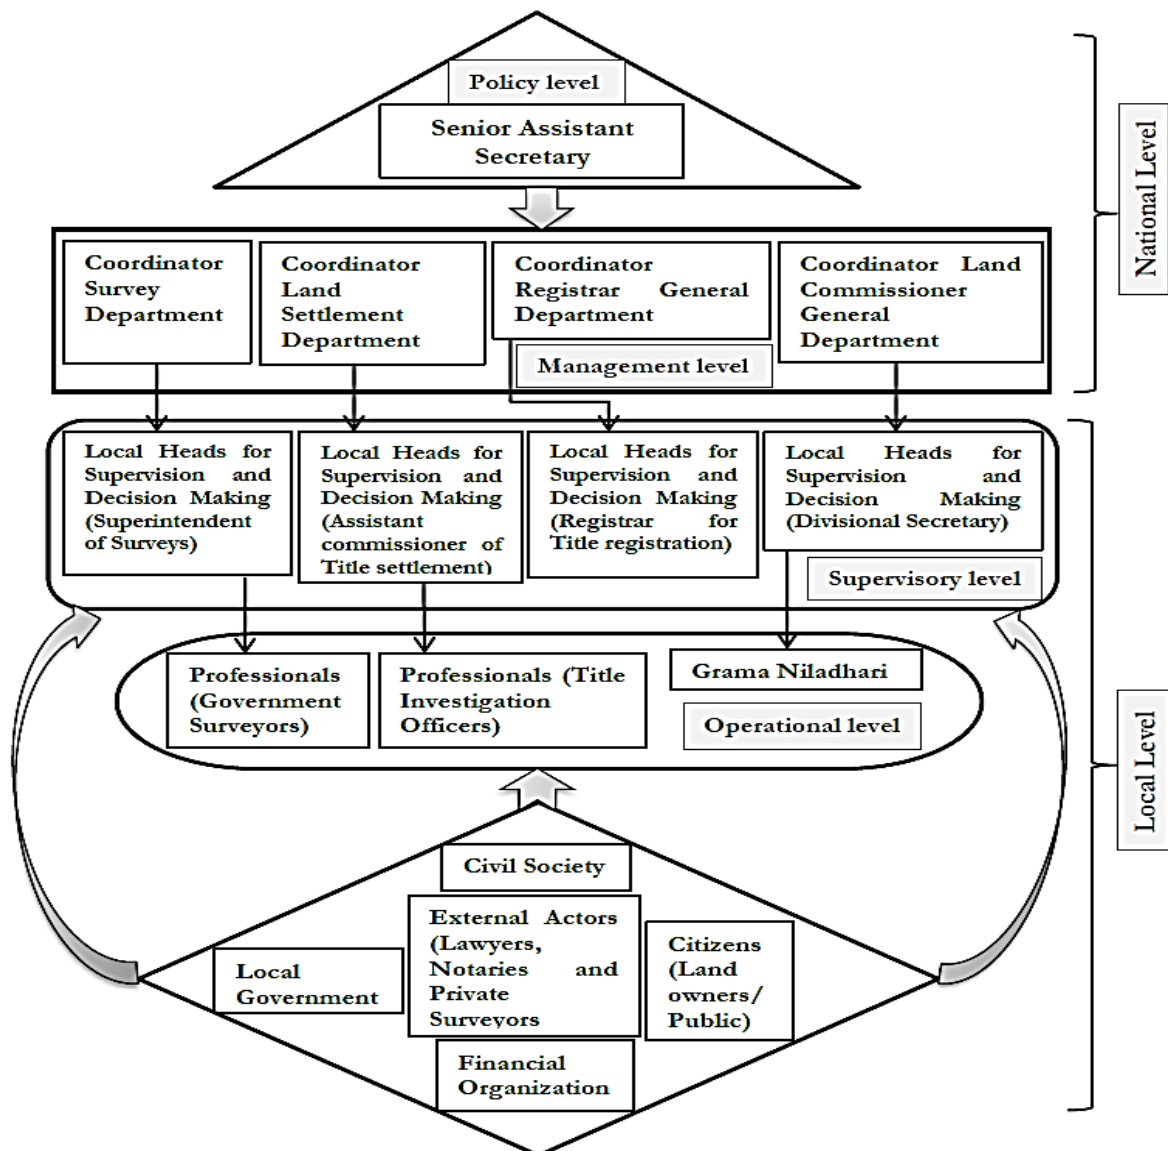 Policy level
Senior Assistant
Secretary
National Level
Coordinator
Survey
Department
Coordinator
Land
Settlement
Department
Coordinator
Registrar General
Department
Coordinator Land
Commissioner
General
Department
Management level
Local Heads for
Supervision and
Decision Making
(Superintendent
of Surveys)
Local Heads for
Supervision and
Decision Making
(Assistant
commissioner of
Title settlement)
Local Heads for
Supervision and
Decision Making
(Registrar for
Title registration)
Local Heads for
Supervision and
Decision Making
(Divisional Secretary)
Supervisory level
Professionals
(Government
Surveyors)
Professionals (Title
Investigation
Officers)
Grama Niladhari
Operational level
Local Level
Civil Society
Local
Government
External Actors
(Lawyers,
Notaries and
Private
Surveyors
Citizens
(Land
owners/
Public)
Financial
Organization